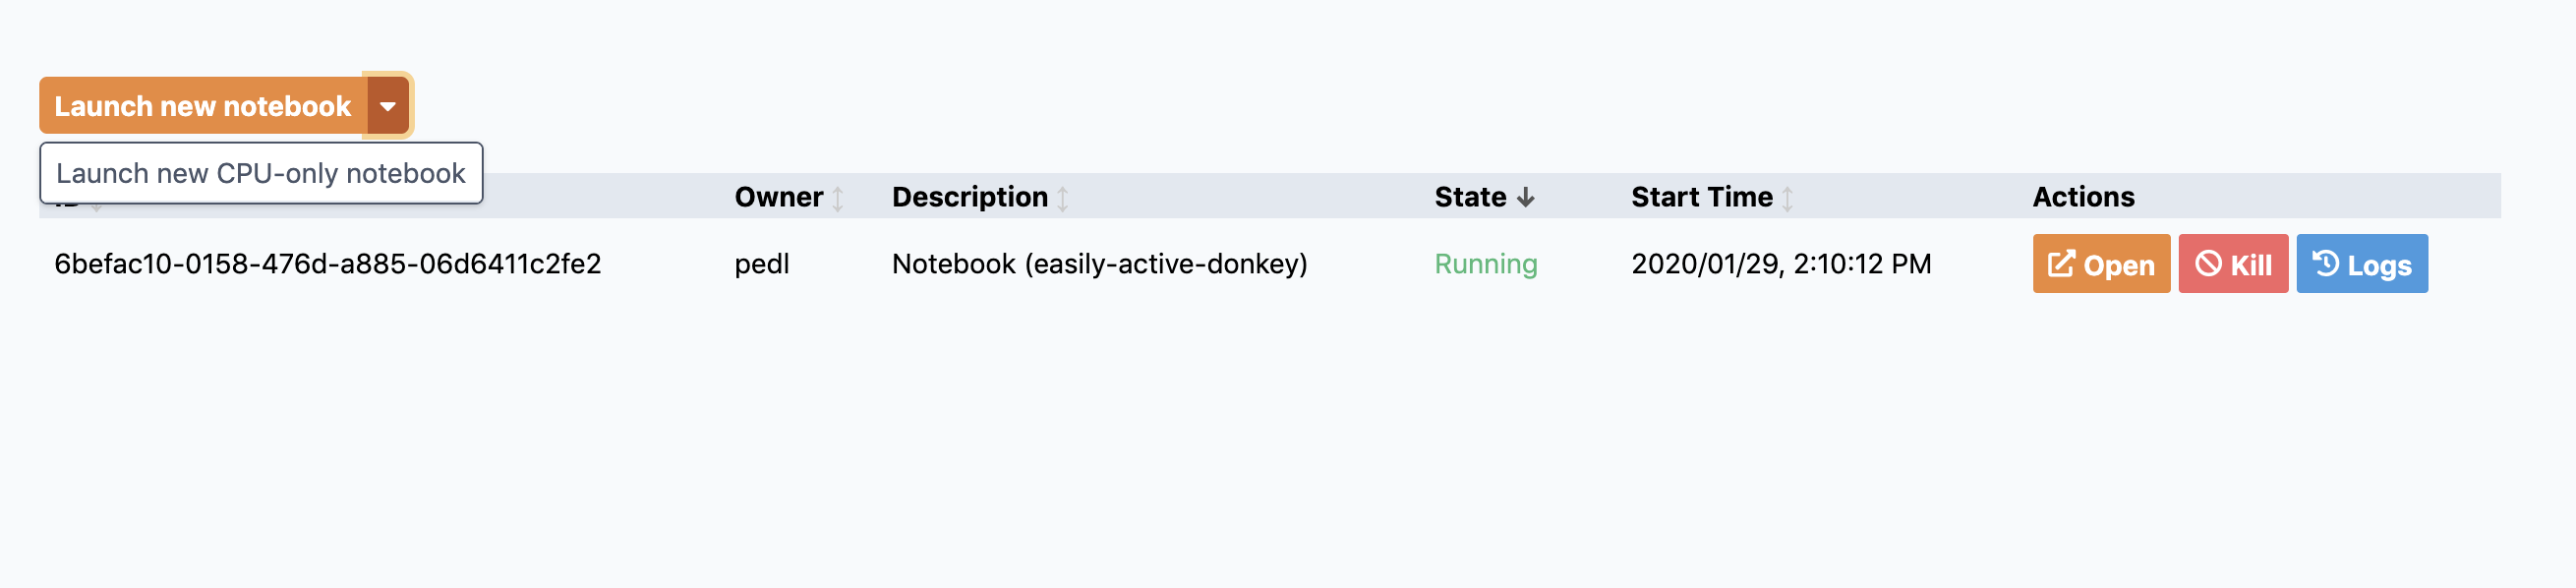 Launch new notebook
Launch new CPU-only notebook
Owner Description State Start Time Actions
6befac10-0158-476d-a885-06d6411c2fe2 pedl Notebook (easily-active-donkey) Running 2020/01/29, 2:10:12 PM Open Kill Logs